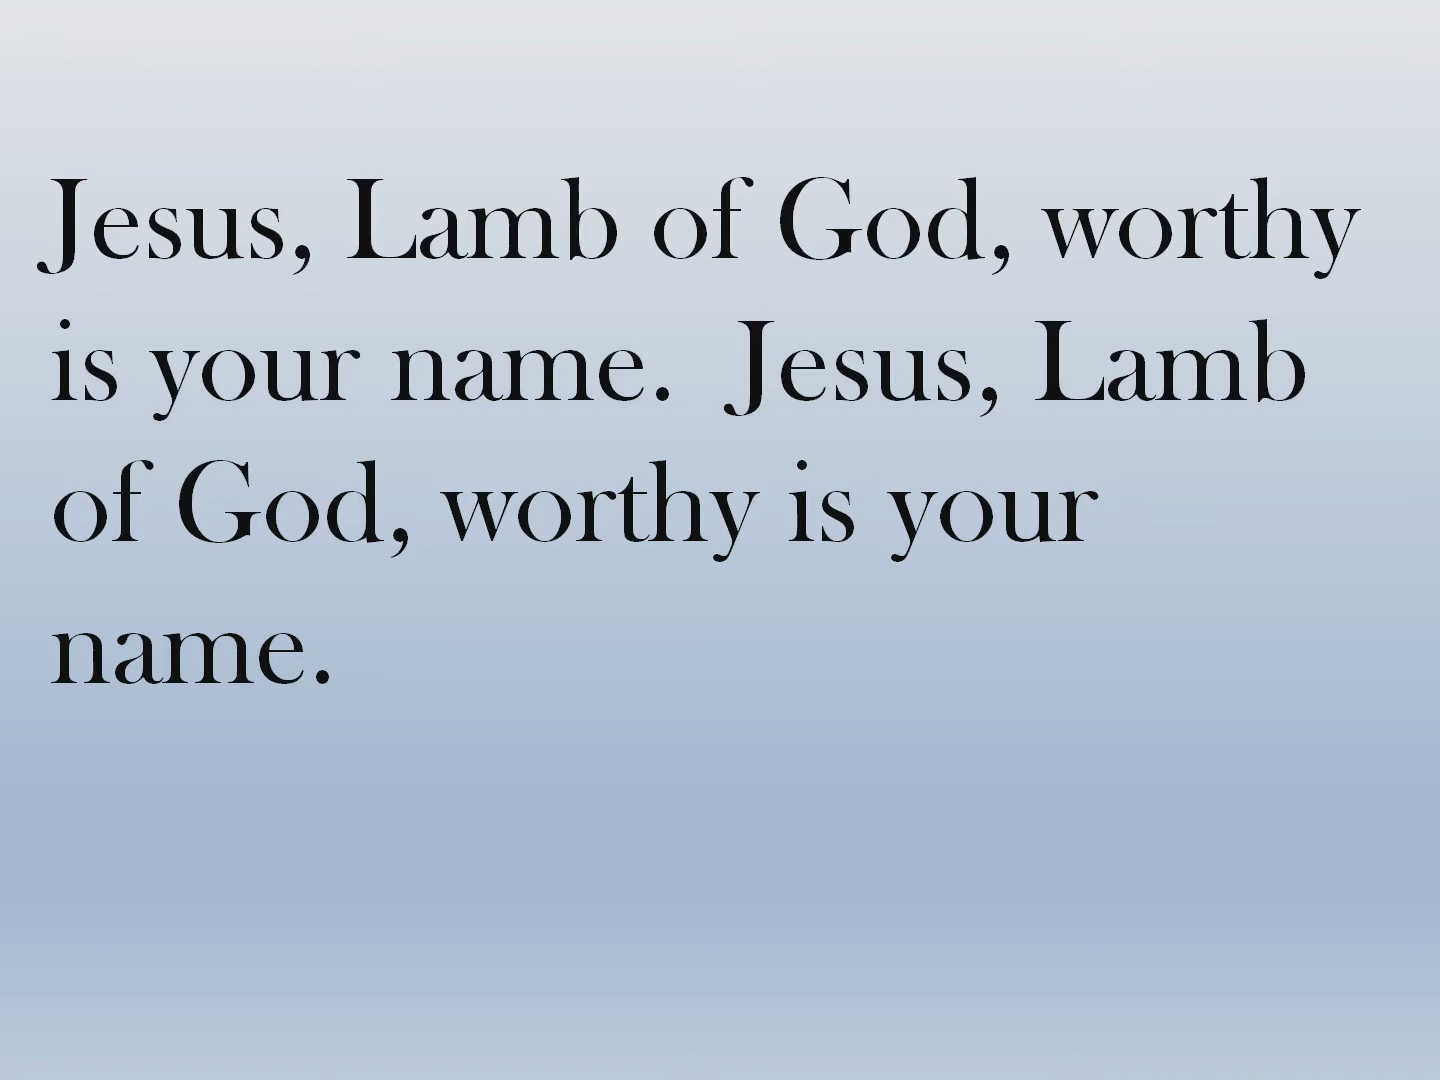 Jesus, Lamb of God, worthy
is your name.  Jesus, Lamb
of God, worthy is your
name.